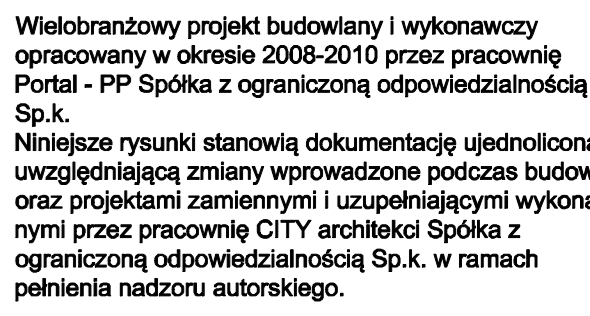 Wielobranżowy projekt budowlany i wykonawczy
opracowany w okresie 2008-2010 przez pracownię
Portal - PP Spółka z ograniczoną odpowiedzialnością
Sp.k.
Niniejsze rysunki stanowią dokumentację ujednolicona
uwzględniającą zmiany wprowadzone podczas budow
oraz projektami zamiennymi i uzupełniającymi wykona
nymi przez pracownię CITY architekci Spółka z
ograniczoną odpowiedzialnością Sp.k. w ramach
pełnienia nadzoru autorskiego.